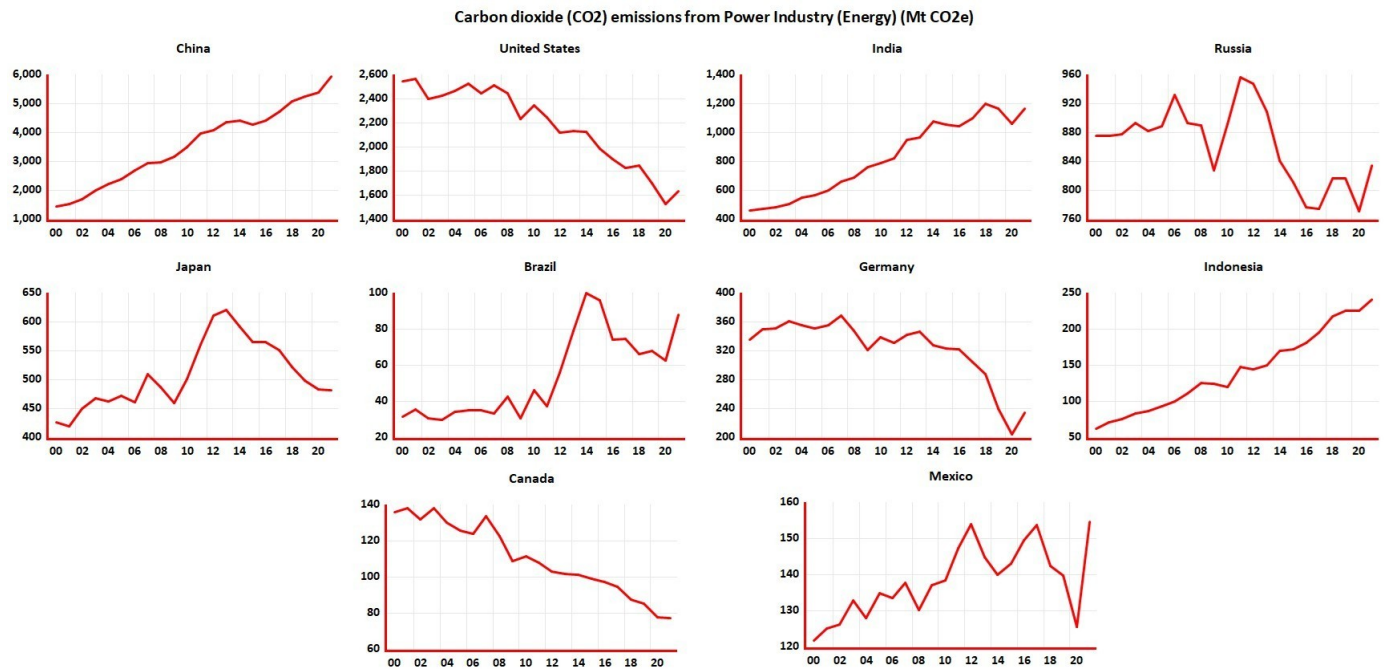 Carbon dioxide (CO2) emissions from Power Industry (Energy) (Mt CO2e)
China
6,000
5,000
4,000
3,000
2,000
1,000
00 02 04 06 08 10 12 14 16 18 20
United States
2,600
2,400
2,200
2,000
1,800
1,600
1,400
00 02 04 06 08 10 12 14 16 18 20
India
1,400
1,200
1,000
800
600
400
00 02 04 06 08 10 12 14 16 18 20
Russia
960
920
880
840
800
760
00 02 04 06 08 10 12 14 16 18 20
Japan
650
600
550
500
450
400
00 02 04 06 08 10 12 14 16 18 20
Brazil
100
80
60
40
20
00 02 04 06 08 10 12 14 16 18 20
Germany
400
360
320
280
240
200
00 02 04 06 08 10 12 14 16 18 20
Indonesia
250
200
150
100
50
00 02 04 06 08 10 12 14 16 18 20
Canada
140
120
100
80
60
00 02 04 06 08 10 12 14 16 18 20
Mexico
160
150
140
130
120
00 02 04 06 08 10 12 14 16 18 20